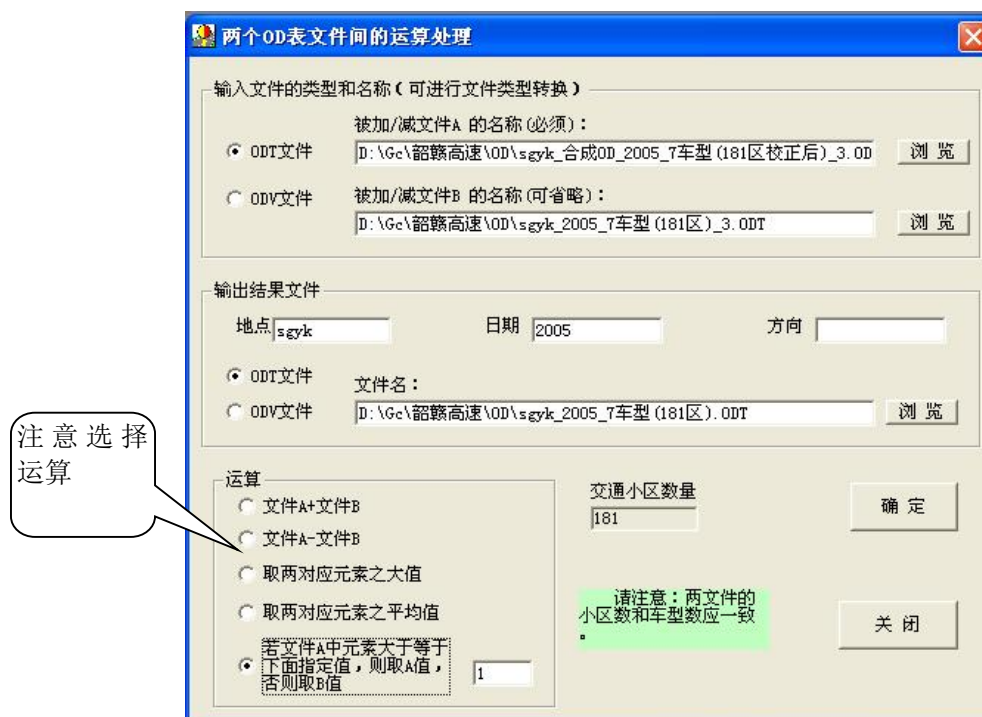 两个OD表文件间的运算处理
输入文件的类型和名称(可进行文件类型转换)
被加/减文件A 的名称(必须):
ODT文件
D:\Gc\韶赣高速\OD\sgyk_合成OD_2005_7车型(181区校正后)_3.OD
浏 览
ODV文件
被加/减文件B 的名称(可省略):
D:\Gc\韶赣高速\OD\sgyk_2005_7车型(181区)_3.ODT
浏 览
输出结果文件
地点 sgyk
日期 2005
方向
ODT文件
文件名:
ODV文件
D:\Gc\韶赣高速\OD\sgyk_2005_7车型(181区).ODT
浏 览
注意选择
运算
运算
文件A+文件B
文件A-文件B
取两对应元素之大值
取两对应元素之平均值
若文件A中元素大于等于
下面指定值,则取A值,
否则取B值
1
交通小区数量
181
确 定
请注意:两文件的
小区数和车型数应一致
。
关 闭